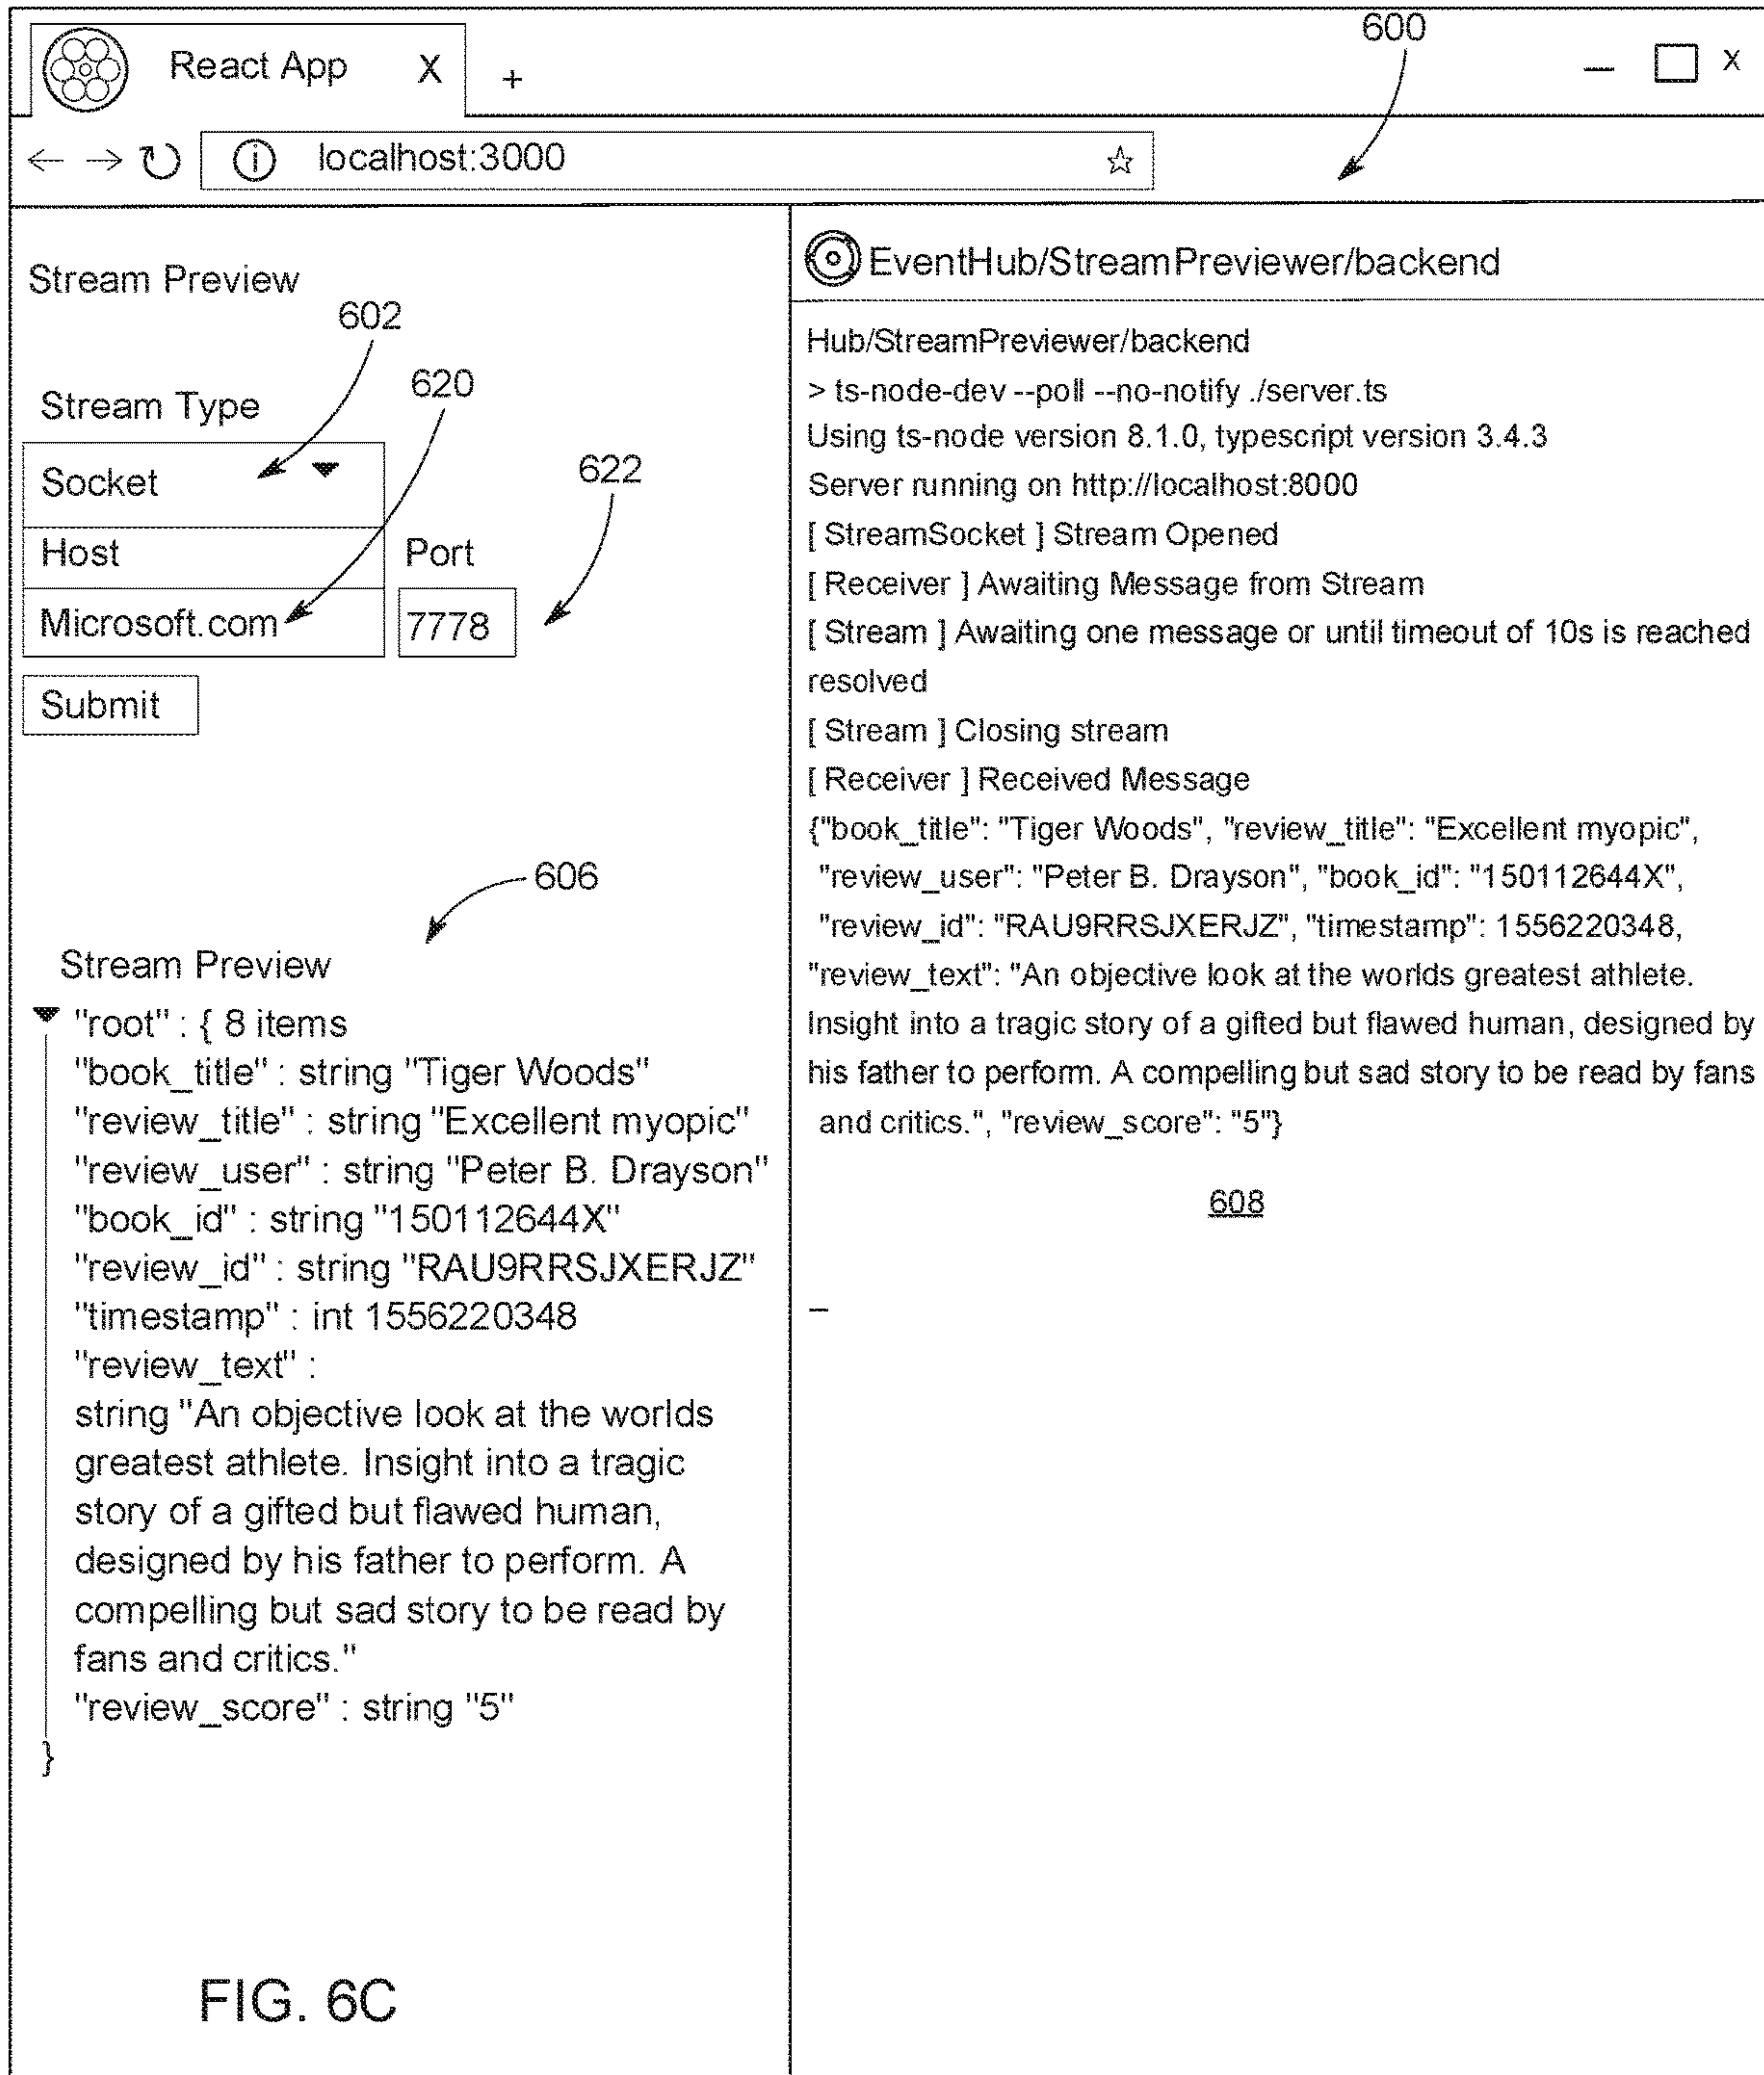 600
React App X +
_ X
localhost:3000
Stream Preview
602
620
Stream Type
Socket
622
Host Port
Microsoft.com 7778
Submit
606
Stream Preview
"root" : { 8 items
"book_title" : string "Tiger Woods"
"review_title" : string "Excellent myopic"
"review_user" : string "Peter B. Drayson"
"book_id" : string "150112644X"
"review_id" : string "RAU9RRSJXERJZ"
"timestamp" : int 1556220348
"review_text" :
string "An objective look at the worlds
greatest athlete. Insight into a tragic
story of a gifted but flawed human,
designed by his father to perform. A
compelling but sad story to be read by
fans and critics."
"review_score" : string "5"
}
EventHub/StreamPreviewer/backend
Hub/StreamPreviewer/backend
> ts-node-dev --poll --no-notify ./server.ts
Using ts-node version 8.1.0, typescript version 3.4.3
Server running on http://localhost:8000
[ StreamSocket ] Stream Opened
[ Receiver ] Awaiting Message from Stream
[ Stream ] Awaiting one message or until timeout of 10s is reached
resolved
[ Stream ] Closing stream
[ Receiver ] Received Message
{"book_title": "Tiger Woods", "review_title": "Excellent myopic",
"review_user": "Peter B. Drayson", "book_id": "150112644X",
"review_id": "RAU9RRSJXERJZ", "timestamp": 1556220348,
"review_text": "An objective look at the worlds greatest athlete.
Insight into a tragic story of a gifted but flawed human, designed by
his father to perform. A compelling but sad story to be read by fans
and critics.", "review_score": "5"}
608
_
FIG. 6C